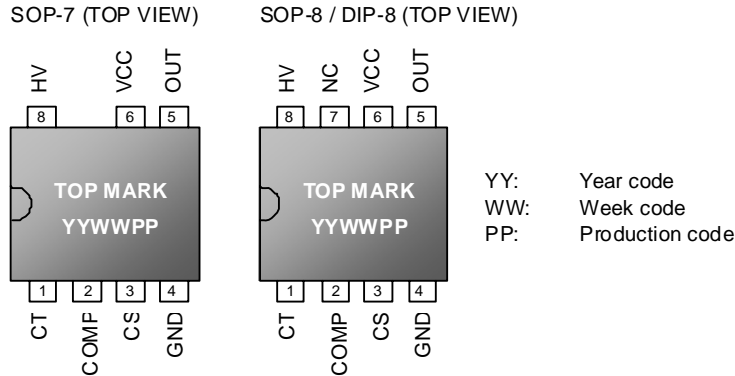 SOP-7 (TOP VIEW)
SOP-8 / DIP-8 (TOP VIEW)
HV VCC OUT
8 6 5
TOP MARK
YYWWPP
1 2 3 4
CT COMP CS GND
HV NC VCC OUT
8 7 6 5
TOP MARK
YYWWPP
1 2 3 4
CT COMP CS GND
YY: Year code
WW: Week code
PP: Production code